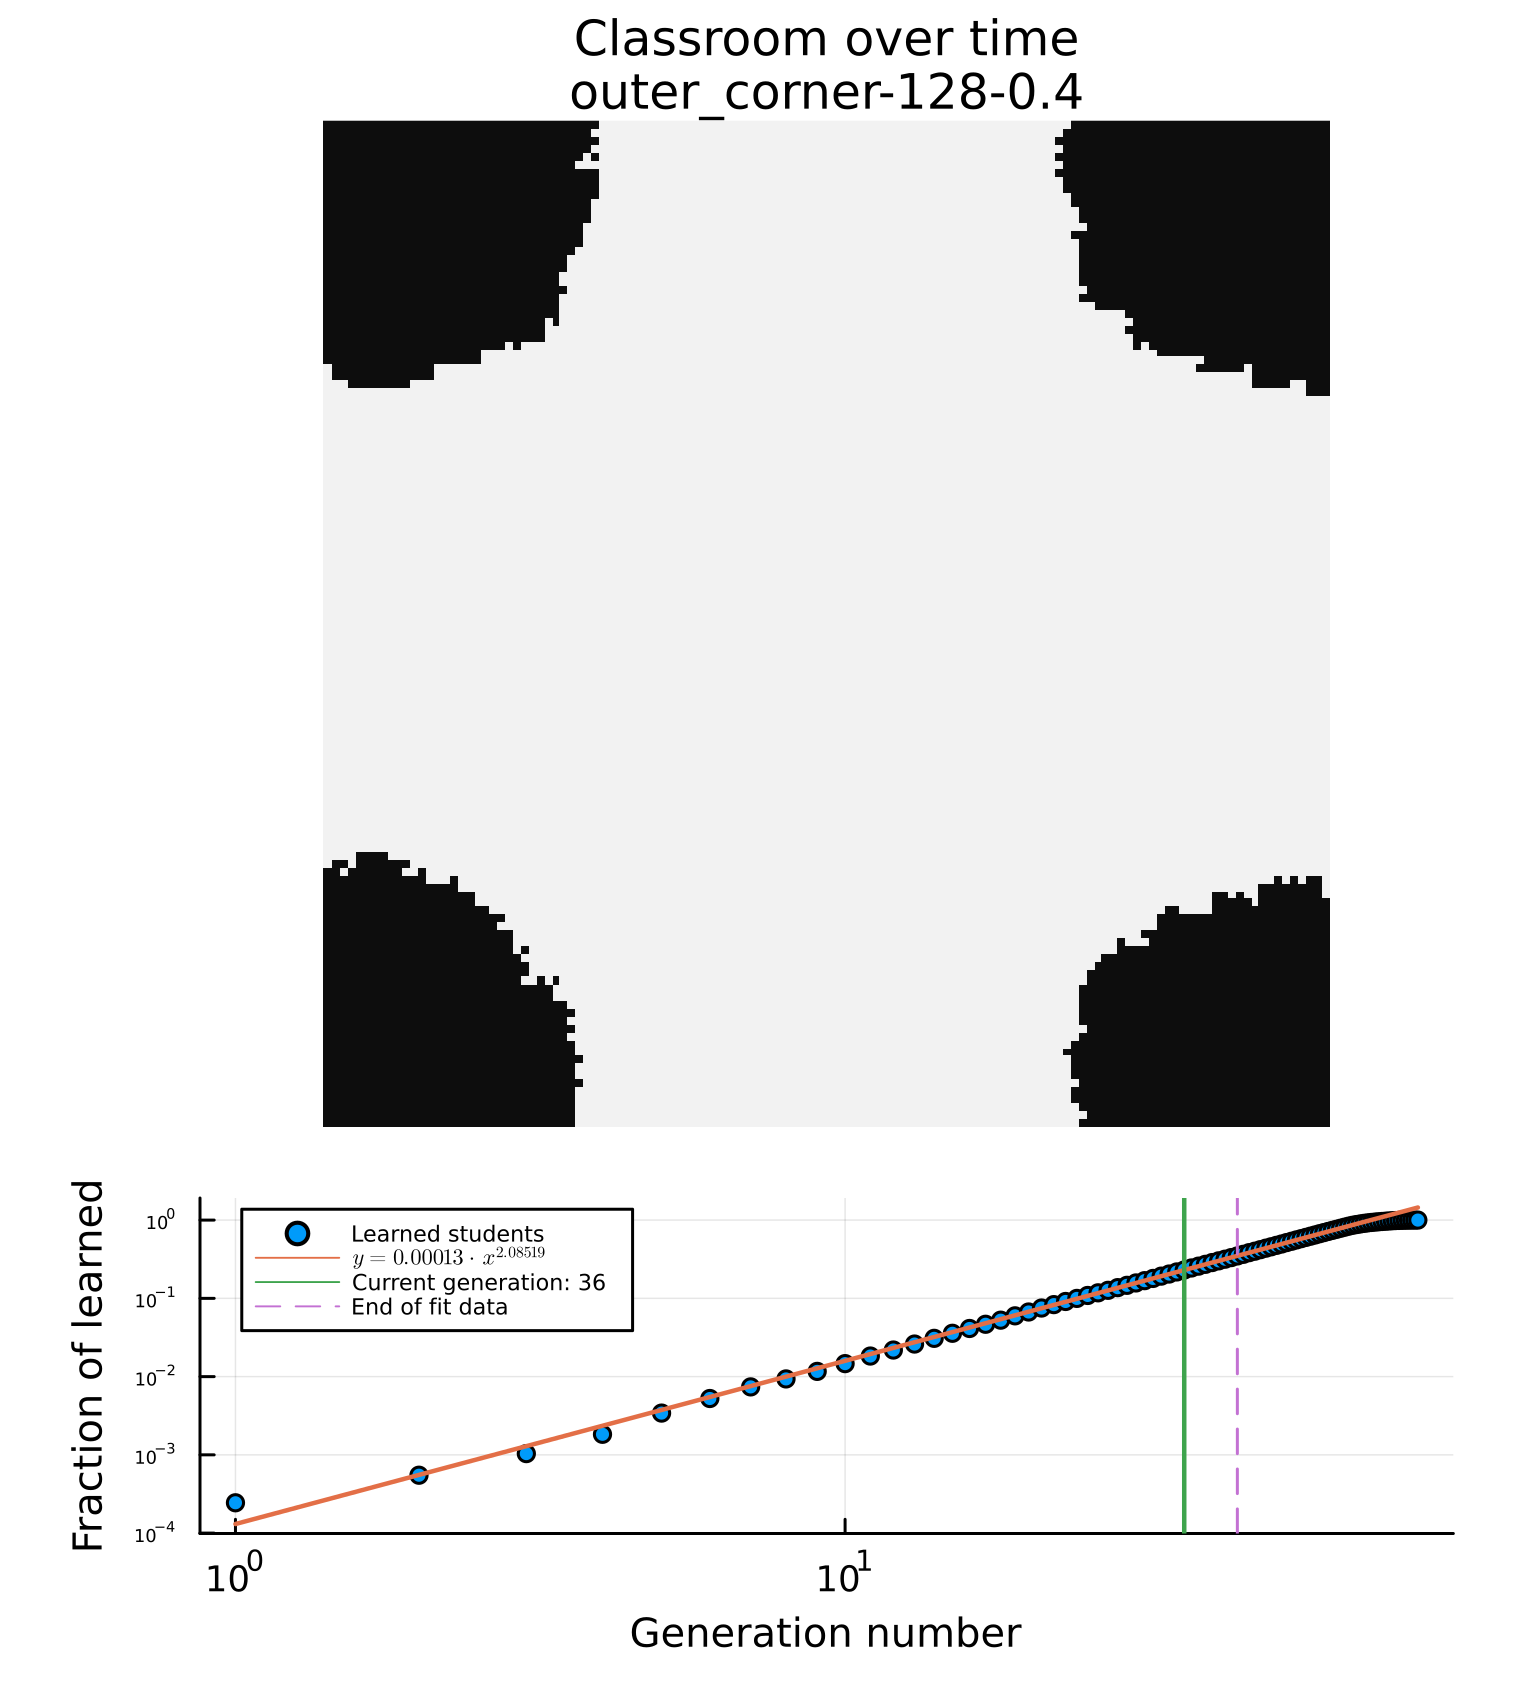 Classroom over time
outer_corner-128-0.4
Fraction of learned
10^0
10^-1
10^-2
10^-3
10^-4
Learned students
y = 0.00013 · x^2.08519
Current generation: 36
End of fit data
10^0
10^1
Generation number